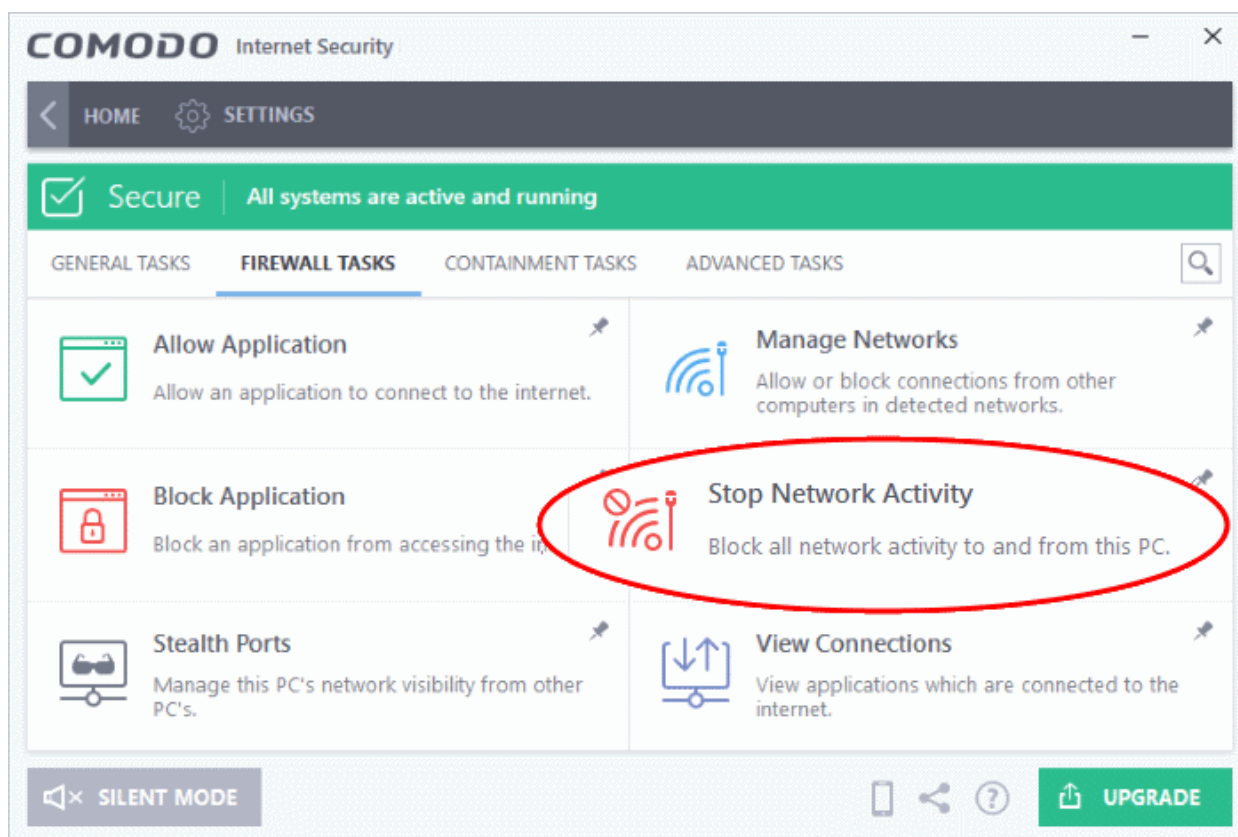 COMODO Internet Security
HOME SETTINGS
Secure All systems are active and running
GENERAL TASKS FIREWALL TASKS CONTAINMENT TASKS ADVANCED TASKS
Allow Application
Allow an application to connect to the internet.
Manage Networks
Allow or block connections from other
computers in detected networks.
Block Application
Block an application from accessing the
Stop Network Activity
Block all network activity to and from this PC.
Stealth Ports
Manage this PC's network visibility from other
PC's.
View Connections
View applications which are connected to the
internet.
SILENT MODE
? UPGRADE